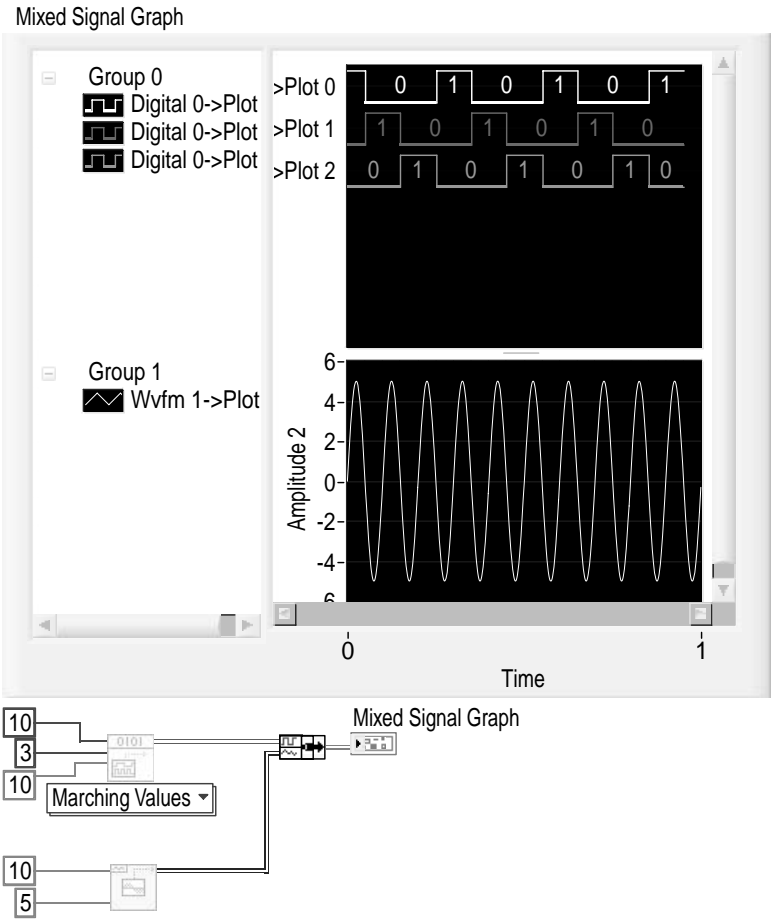 Mixed Signal Graph
Group 0
Digital 0->Plot
Digital 0->Plot
Digital 0->Plot
>Plot 0
0 1 0 1 0 1
>Plot 1
1 0 1 0 1 0
>Plot 2
0 1 0 1 0 1 0
Group 1
Wvfm 1->Plot
Amplitude 2
6
4
2
0
-2
-4
0 1
Time
10
3
10
0101
Marching Values
Mixed Signal Graph
10
5